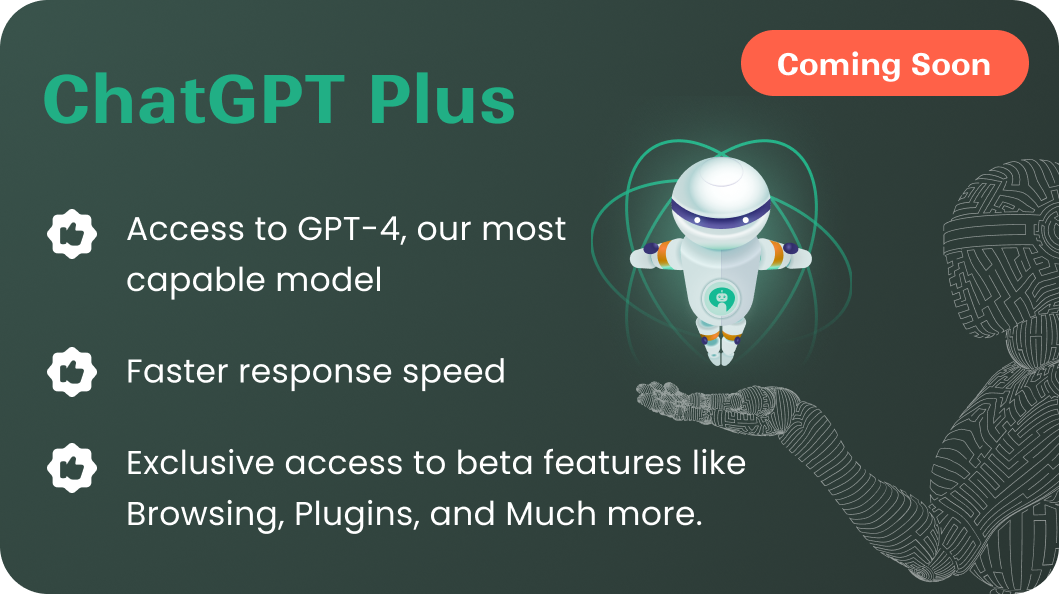 Coming Soon
ChatGPT Plus
Access to GPT-4, our most
capable model
Faster response speed
Exclusive access to beta features like
Browsing, Plugins, and Much more.